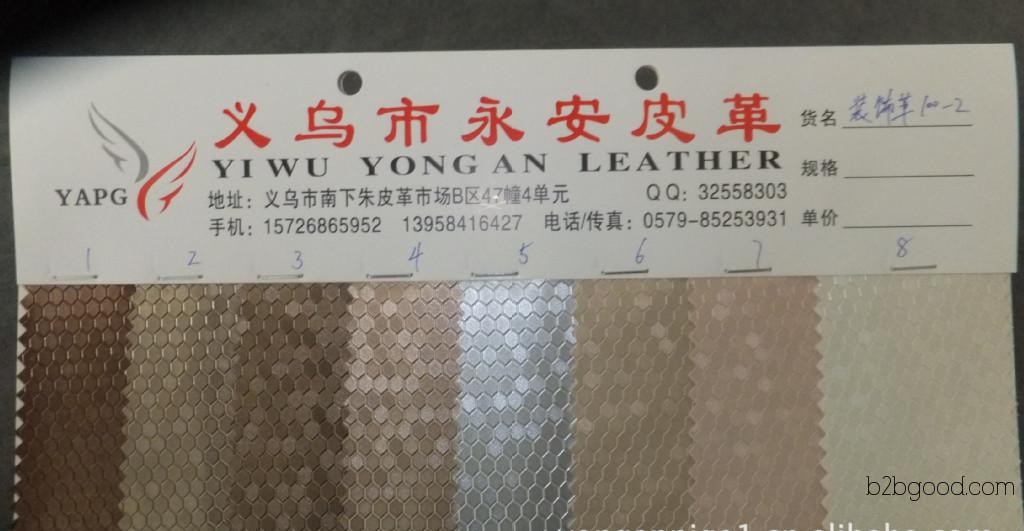 义乌市永安皮革
YIWU YONGAN LEATHER
YAPG
地址：义乌市南下朱皮革市场B区47幢4单元 QQ：32558303
手机：15726865952 13958416427 电话/传真：0579-85253931
货名 装饰革100-2
规格
单价
1 2 3 4 5 6 7 8
b2bgood.com